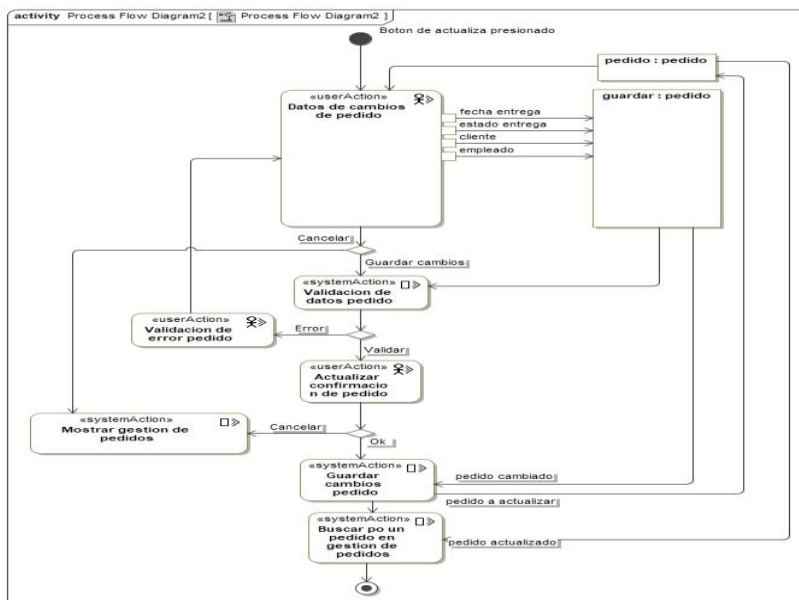 activity Process Flow Diagram2 [ Process Flow Diagram2 ]
Boton de actualiza presionado
pedido : pedido
«userAction»
Datos de cambios
de pedido
guardar : pedido
fecha entrega
estado entrega
cliente
empleado
Cancelar
Guardar cambios
«systemAction»
Validacion de
datos pedido
«userAction»
Validacion de
error pedido
Error
Validar
«userAction»
Actualizar
confirmacio
n de pedido
«systemAction»
Mostrar gestion de
pedidos
Cancelar
Ok
«systemAction»
Guardar
cambios
pedido
pedido cambiado
pedido a actualizar
«systemAction»
Buscar po un
pedido en
gestion de
pedidos
pedido actualizado